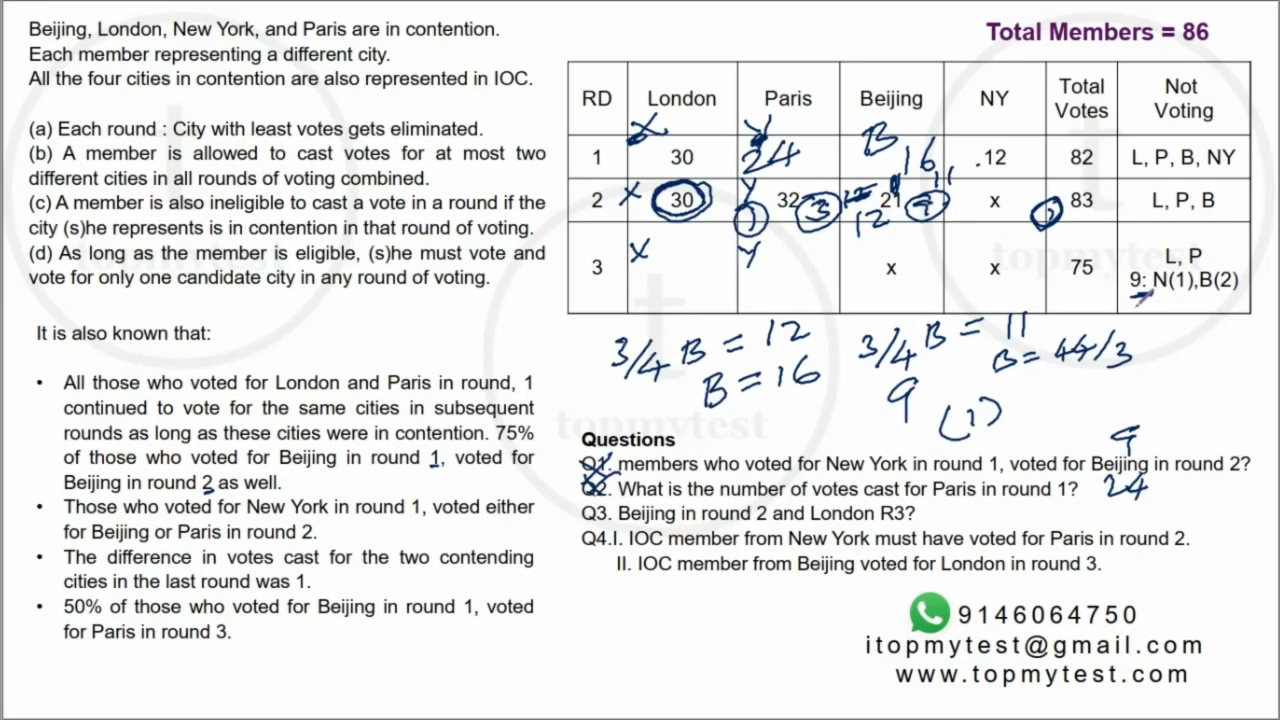 Beijing, London, New York, and Paris are in contention.
Each member representing a different city.
All the four cities in contention are also represented in IOC.
(a) Each round : City with least votes gets eliminated.
(b) A member is allowed to cast votes for at most two
different cities in all rounds of voting combined.
(c) A member is also ineligible to cast a vote in a round if the
city (s)he represents is in contention in that round of voting.
(d) As long as the member is eligible, (s)he must vote and
vote for only one candidate city in any round of voting.
It is also known that:
• All those who voted for London and Paris in round, 1
continued to vote for the same cities in subsequent
rounds as long as these cities were in contention. 75%
of those who voted for Beijing in round 1, voted for
Beijing in round 2 as well.
• Those who voted for New York in round 1, voted either
for Beijing or Paris in round 2.
• The difference in votes cast for the two contending
cities in the last round was 1.
• 50% of those who voted for Beijing in round 1, voted
for Paris in round 3.
Total Members = 86
RD London Paris Beijing NY Total Votes Not Voting
X Y B
1 30 24 16 12 82 L, P, B, NY
X 11
2 30 Y 32 3 21 9 x 83 L, P, B
12
X Y
3 x x 75 L, P
9: N(1),B(2)
3/4 B = 12 3/4 B = 11
B = 16 B = 44/3
9 (1)
Questions
9
Q1. members who voted for New York in round 1, voted for Beijing in round 2?
Q2. What is the number of votes cast for Paris in round 1? 24
Q3. Beijing in round 2 and London R3?
Q4.I. IOC member from New York must have voted for Paris in round 2.
II. IOC member from Beijing voted for London in round 3.
9146064750
itopmytest@gmail.com
www.topmytest.com
topmytest